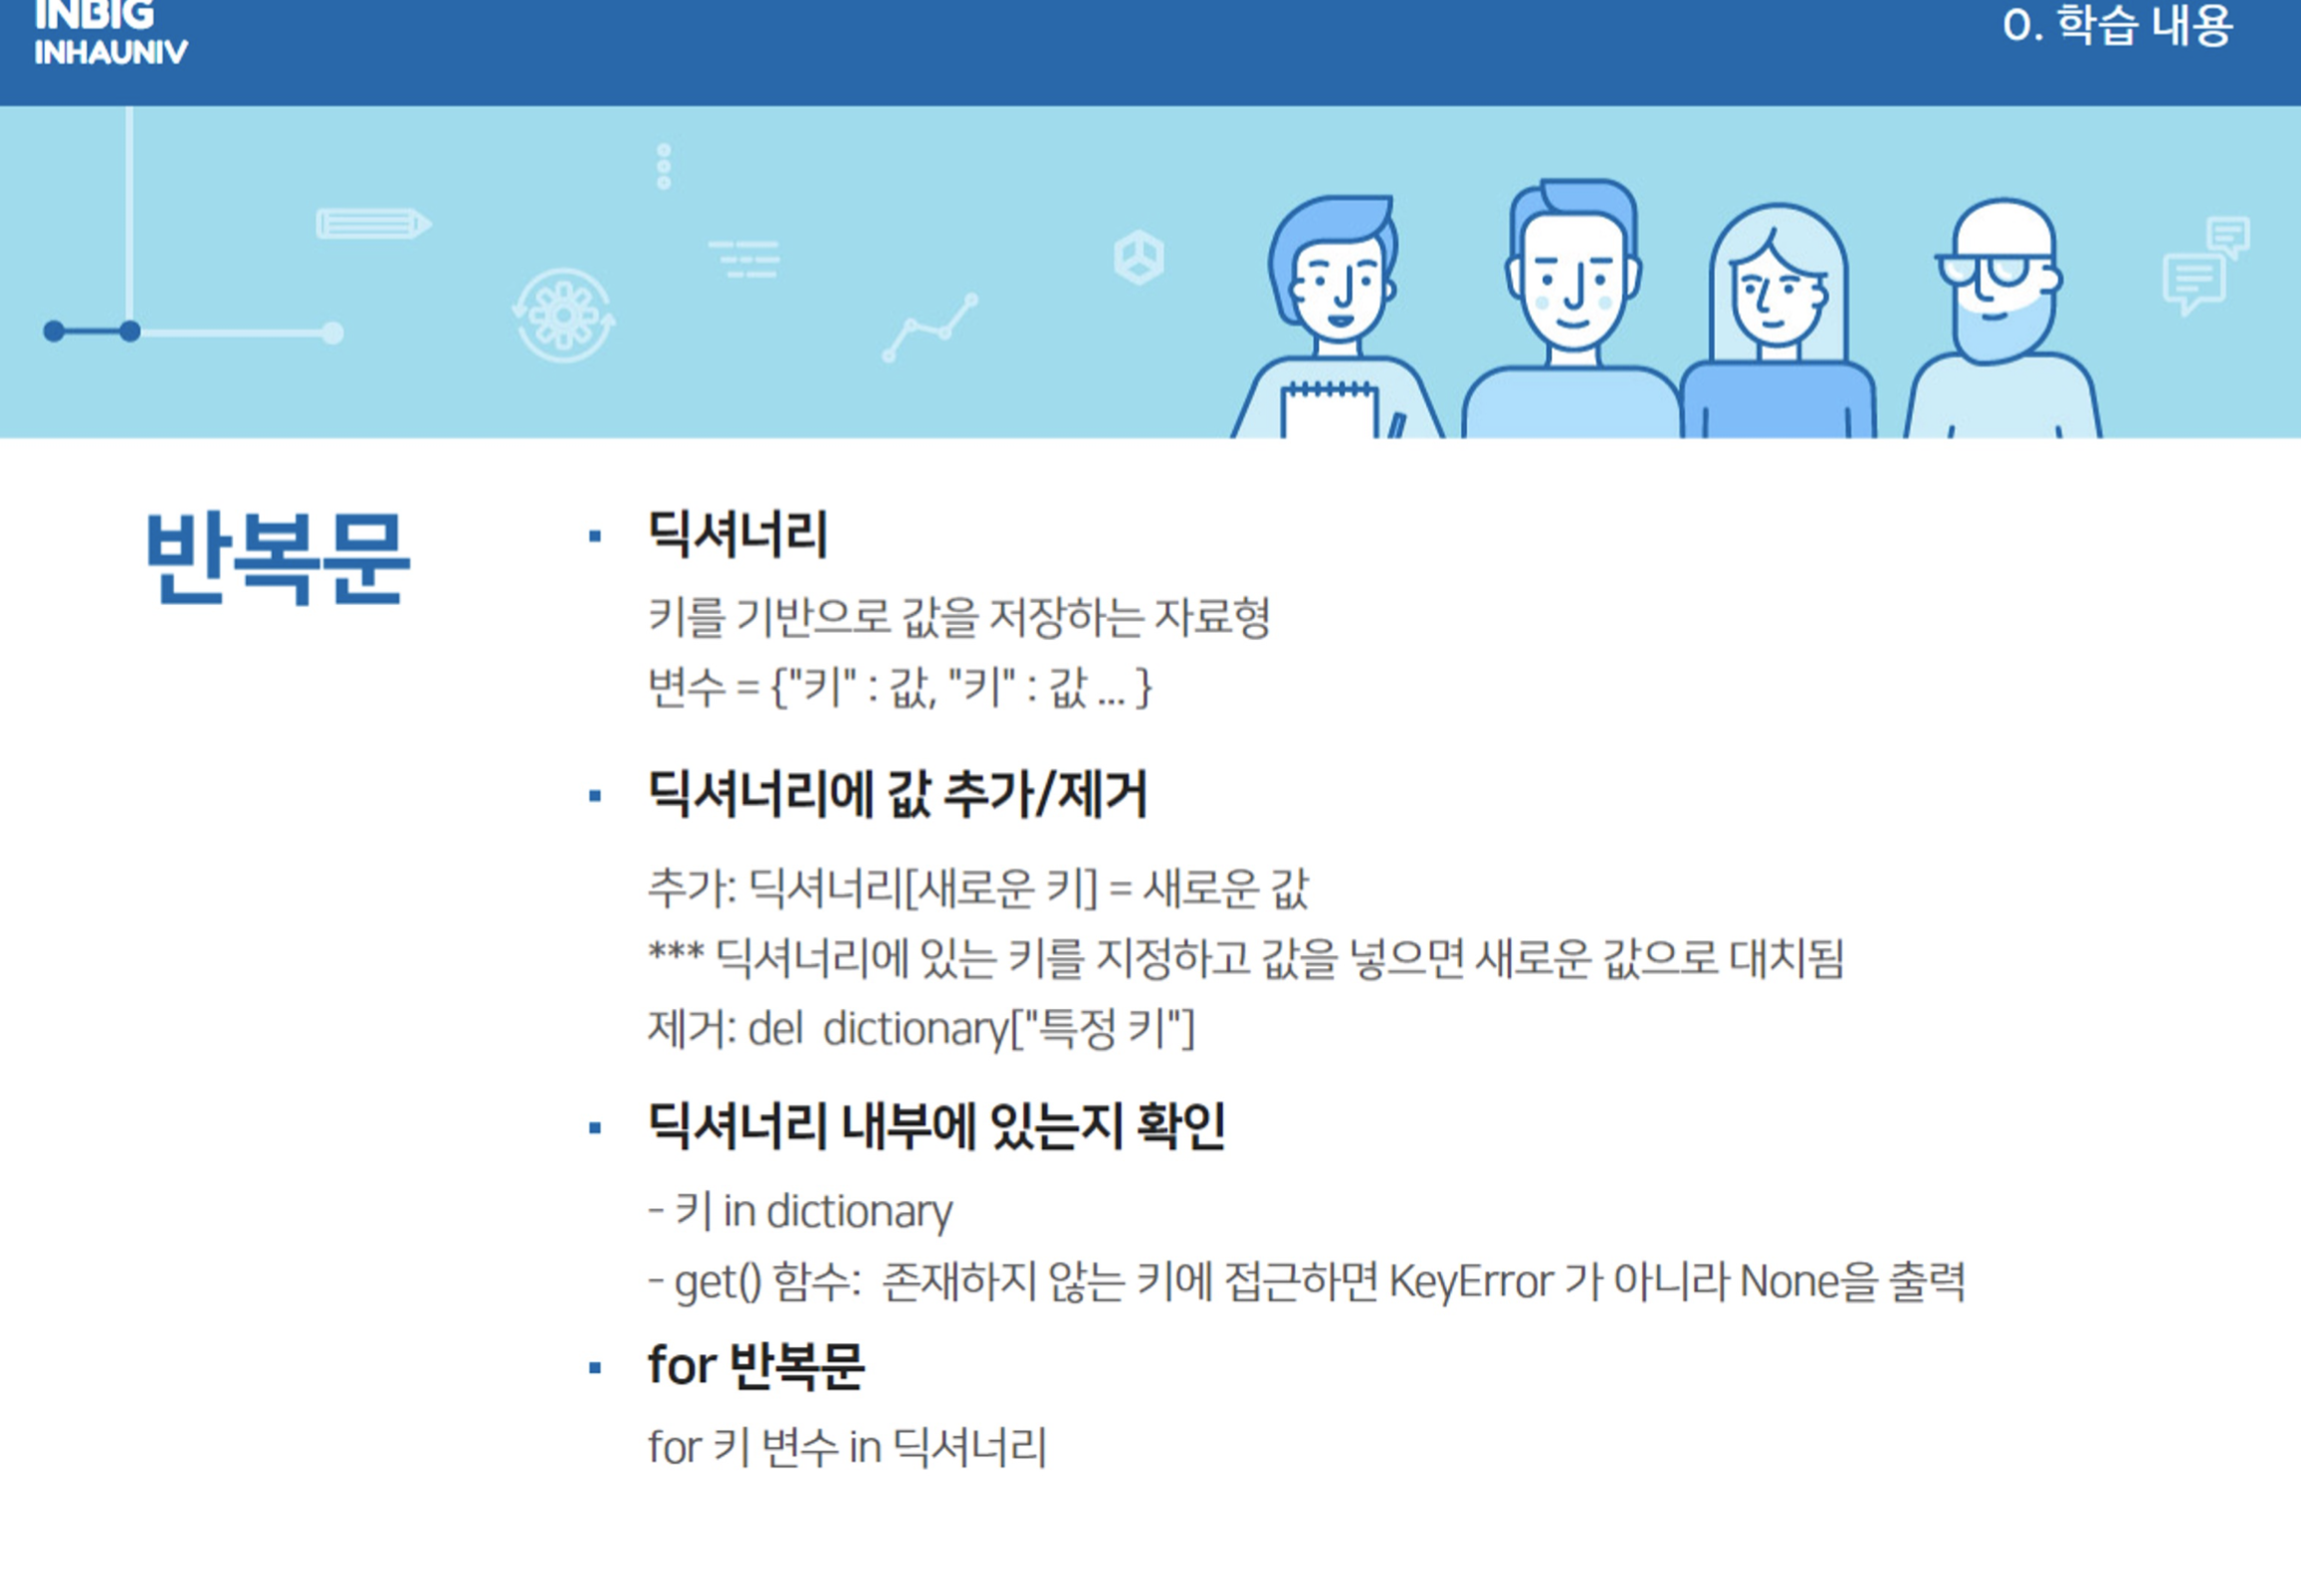 INBIG
INHAUNIV
0. 학습 내용
반복문
▪ 딕셔너리
키를 기반으로 값을 저장하는 자료형
변수 = {"키" : 값, "키" : 값 ... }
▪ 딕셔너리에 값 추가/제거
추가: 딕셔너리[새로운 키] = 새로운 값
*** 딕셔너리에 있는 키를 지정하고 값을 넣으면 새로운 값으로 대치됨
제거: del dictionary["특정 키"]
▪ 딕셔너리 내부에 있는지 확인
- 키 in dictionary
- get() 함수: 존재하지 않는 키에 접근하면 KeyError 가 아니라 None을 출력
▪ for 반복문
for 키 변수 in 딕셔너리